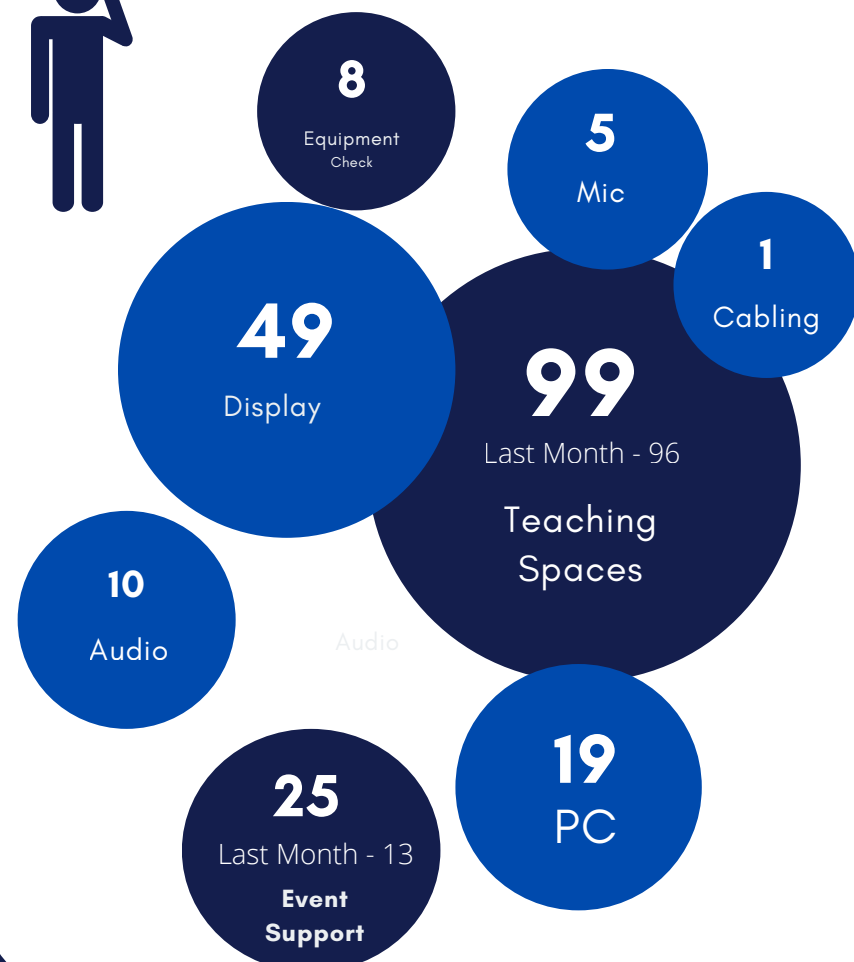 8
Equipment
Check
5
Mic
1
Cabling
49
Display
99
Last Month - 96
Teaching
Spaces
10
Audio
Audio
19
PC
25
Last Month - 13
Event
Support